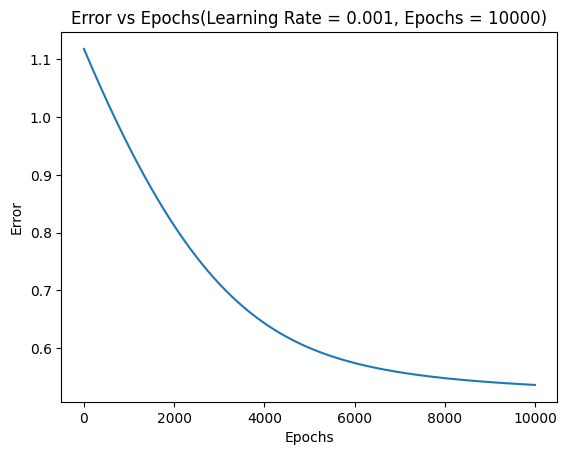 Error vs Epochs(Learning Rate = 0.001, Epochs = 10000)
1.1
1.0
0.9
0.8
0.7
0.6
Error
0 2000 4000 6000 8000 10000
Epochs